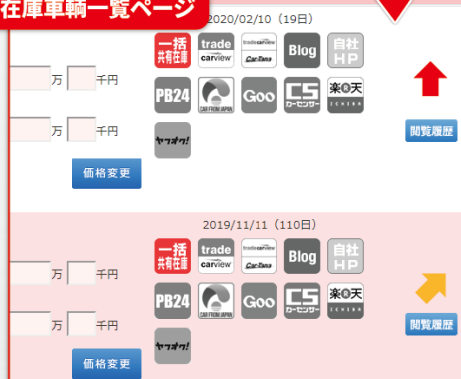 在庫車輌一覧ページ
2020/02/10（19日）
一括 共有在庫
trade carview
tradecarview Car-Tana
Blog
自社 HP
万 千円
PB24
CAR FROM JAPAN
Goo
CS カーセンサー
楽天 ICHIBA
万 千円
ヤフオク!
閲覧履歴
価格変更
2019/11/11（110日）
一括 共有在庫
trade carview
tradecarview Car-Tana
Blog
自社 HP
万 千円
PB24
CAR FROM JAPAN
Goo
CS カーセンサー
楽天 ICHIBA
万 千円
ヤフオク!
閲覧履歴
価格変更